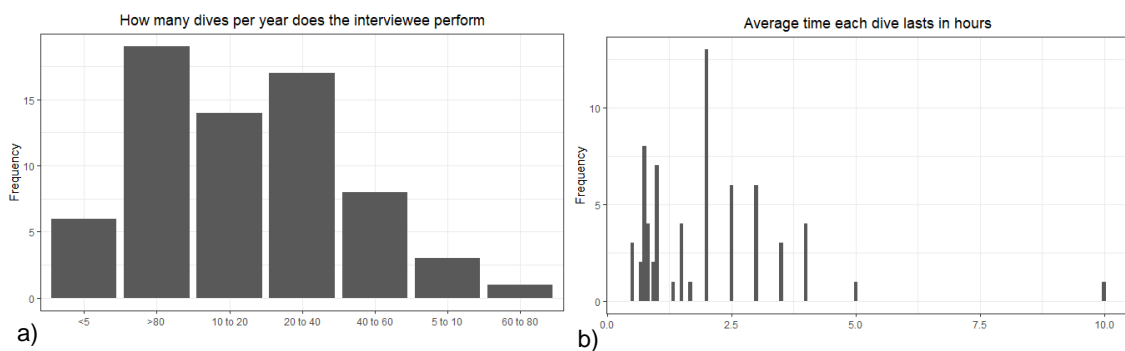 How many dives per year does the interviewee perform
Frequency
15
10
5
0
<5 >80 10 to 20 20 to 40 40 to 60 5 to 10 60 to 80
a)
Average time each dive lasts in hours
Frequency
10
5
0
0.0 2.5 5.0 7.5 10.0
b)